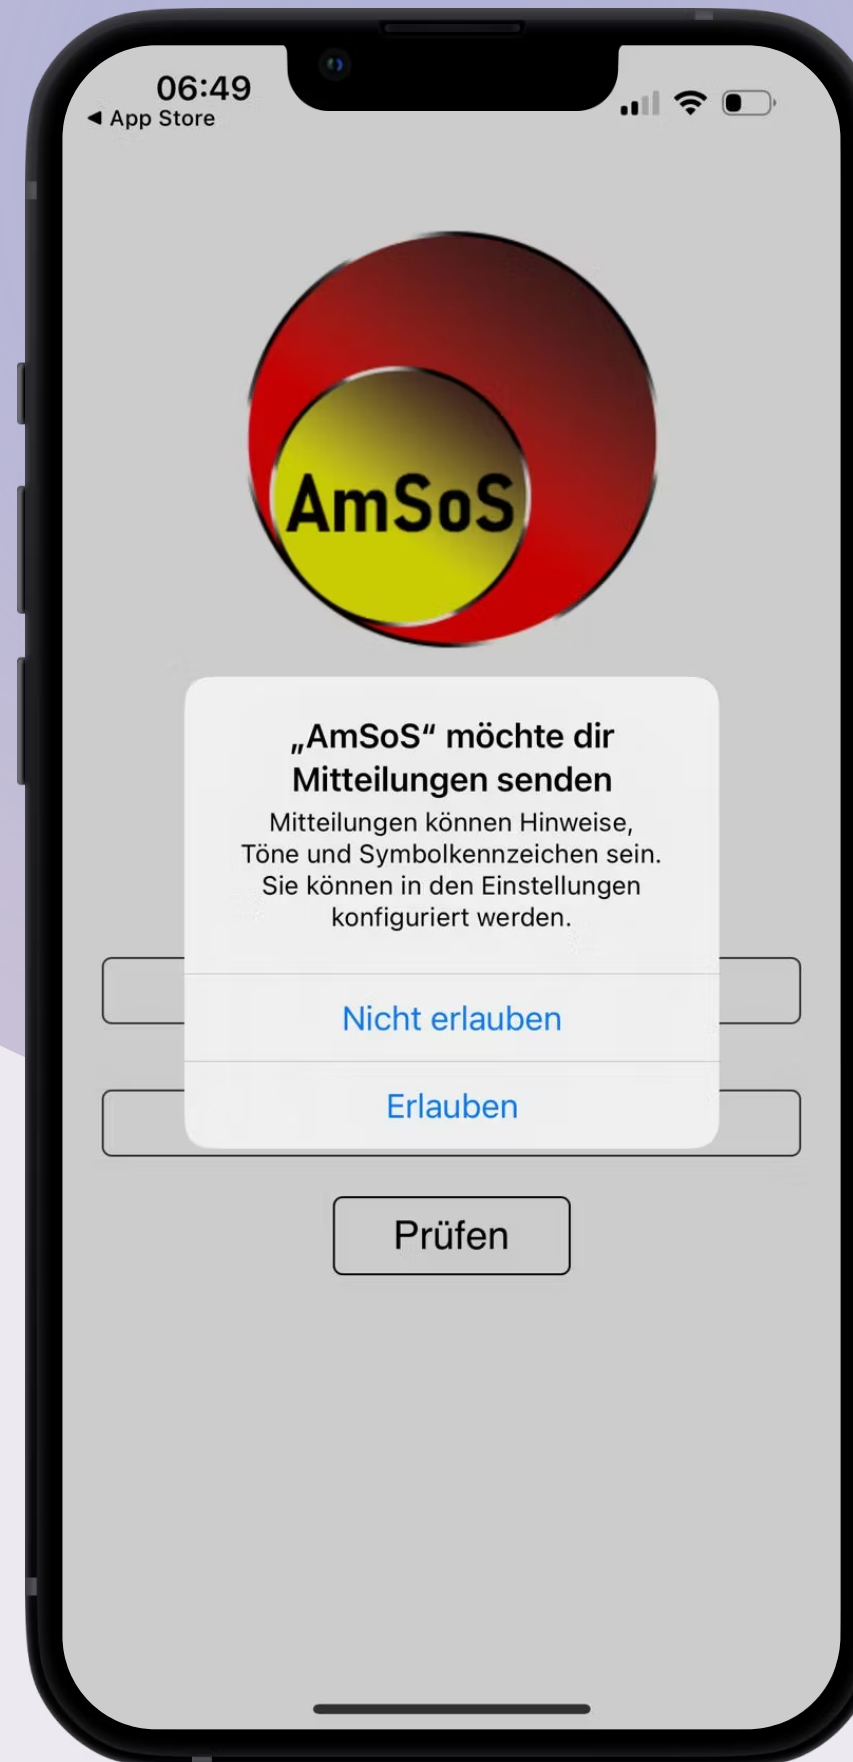 06:49
◀ App Store
AmSoS
„AmSoS“ möchte dir
Mitteilungen senden
Mitteilungen können Hinweise,
Töne und Symbolkennzeichen sein.
Sie können in den Einstellungen
konfiguriert werden.
Nicht erlauben
Erlauben
Prüfen